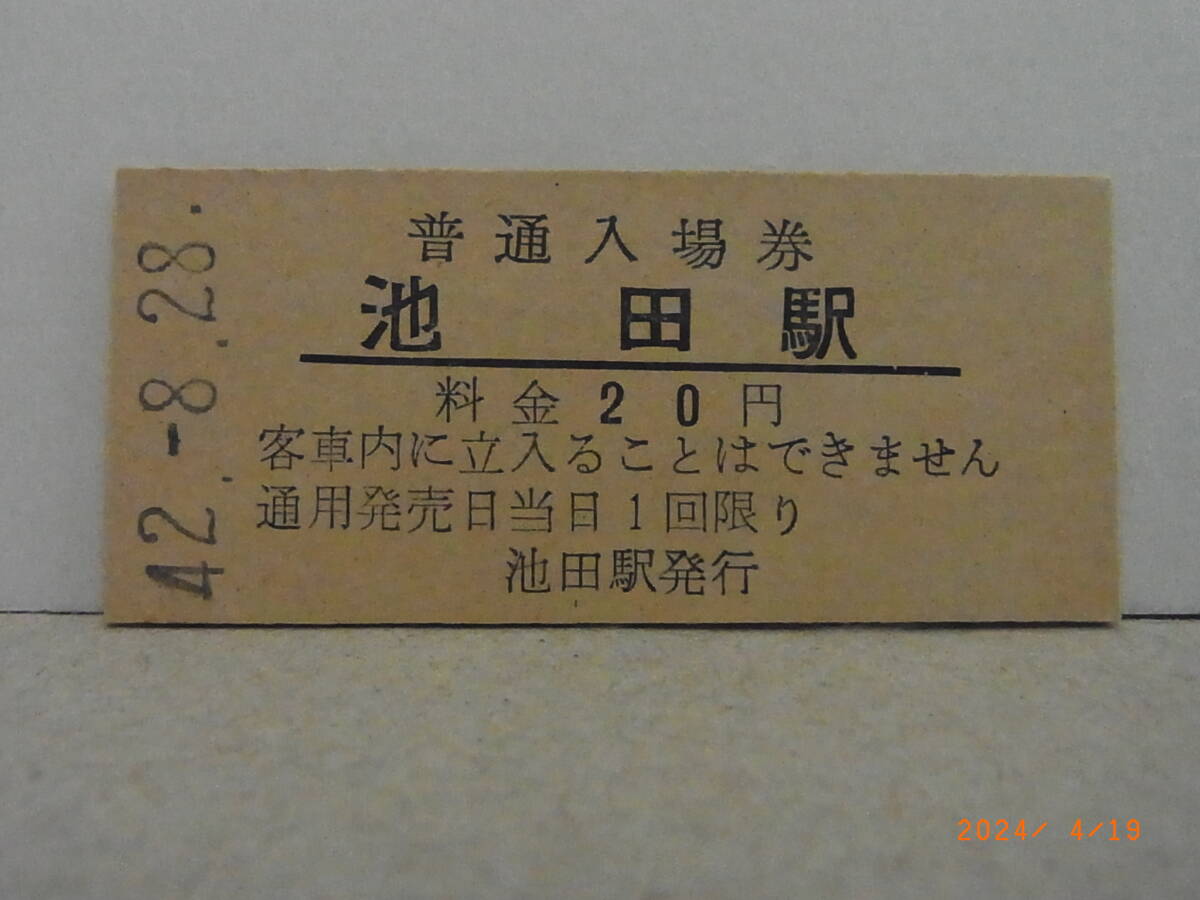 42.-8.28.
普通入場券
池田駅
料金20円
客車内に立入ることはできません
通用発売日当日1回限り
池田駅発行
2024/ 4/19